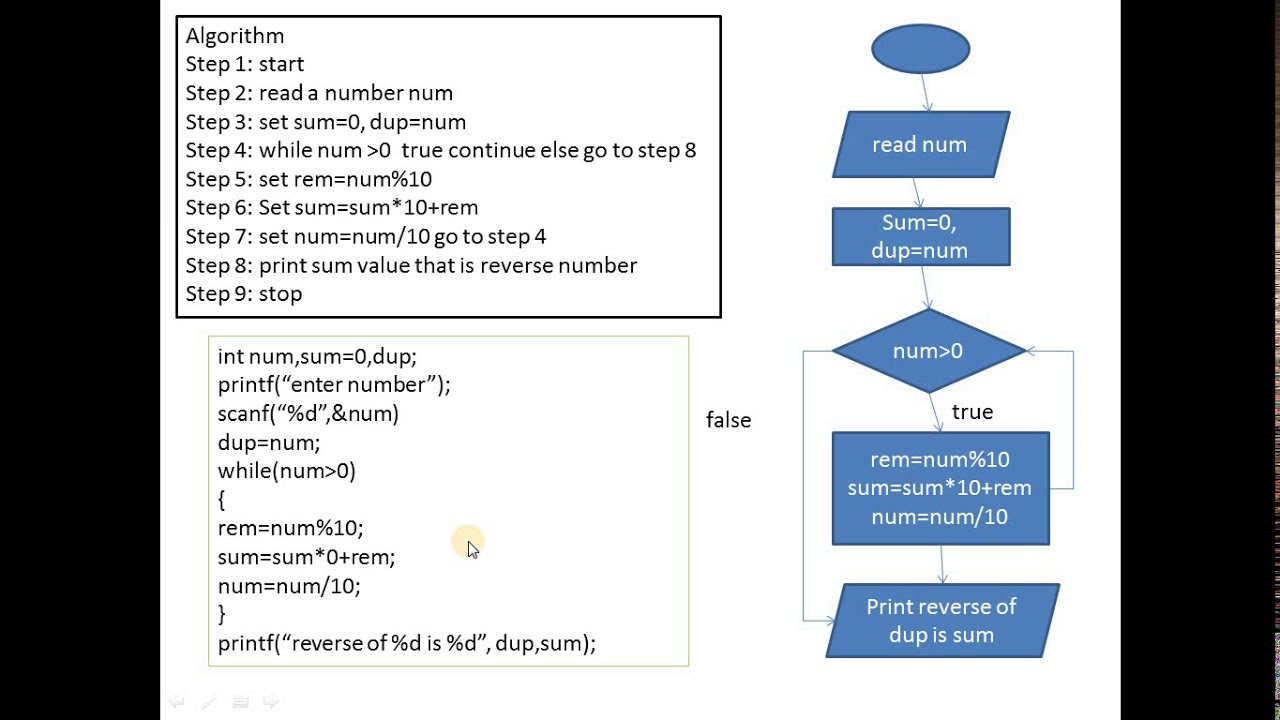 Algorithm
Step 1: start
Step 2: read a number num
Step 3: set sum=0, dup=num
Step 4: while num >0  true continue else go to step 8
Step 5: set rem=num%10
Step 6: Set sum=sum*10+rem
Step 7: set num=num/10 go to step 4
Step 8: print sum value that is reverse number
Step 9: stop
int num,sum=0,dup;
printf(“enter number”);
scanf(“%d”,&num)
dup=num;
while(num>0)
{
rem=num%10;
sum=sum*0+rem;
num=num/10;
}
printf(“reverse of %d is %d”, dup,sum);
read num
Sum=0,
dup=num
num>0
false
true
rem=num%10
sum=sum*10+rem
num=num/10
Print reverse of
dup is sum